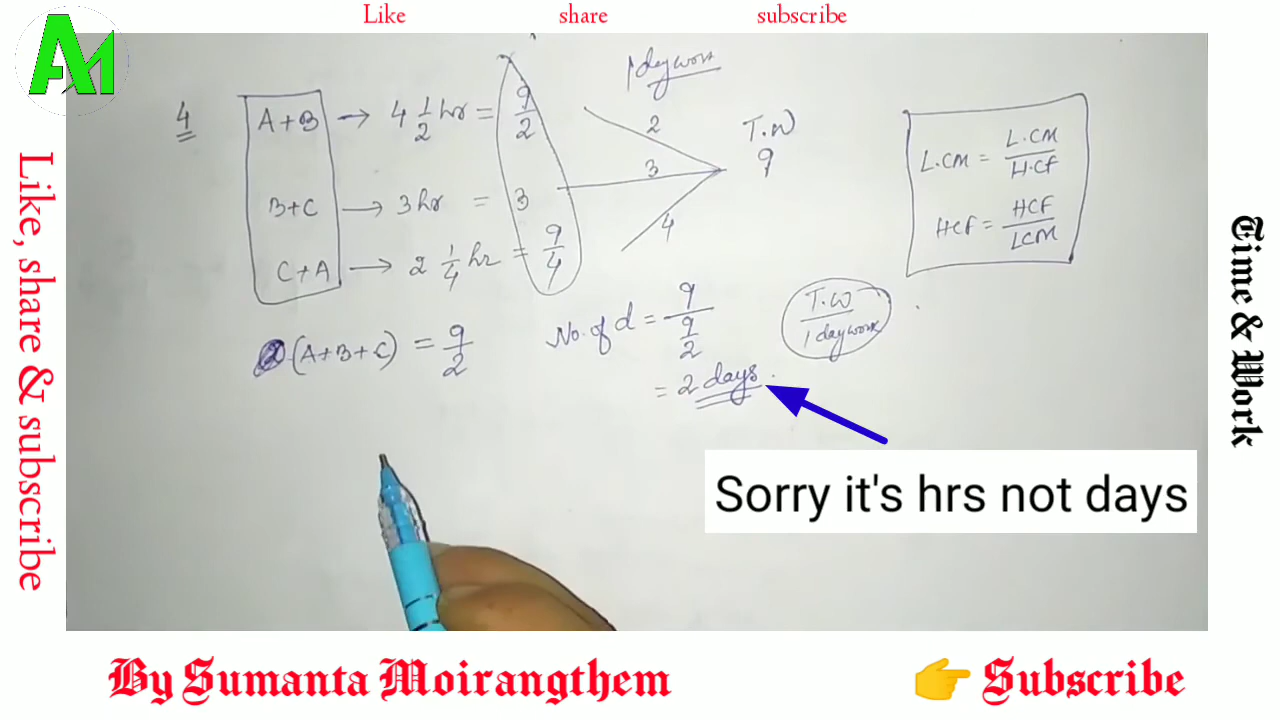 Like share subscribe
AM
1 day work
4 A+B → 4 1/2 hr = 9/2
2
T.W
9
B+C → 3 hr = 3
3
C+A → 2 1/4 hr = 9/4
4
L.CM = L.CM/H.CF
HCF = HCF/LCM
2(A+B+C) = 9/2
No. of d = 9/(9/2)
T.W/1 day work
= 2 days.
Sorry it's hrs not days
Like, share & subscribe
Time & Work
By Sumanta Moirangthem
👉 Subscribe